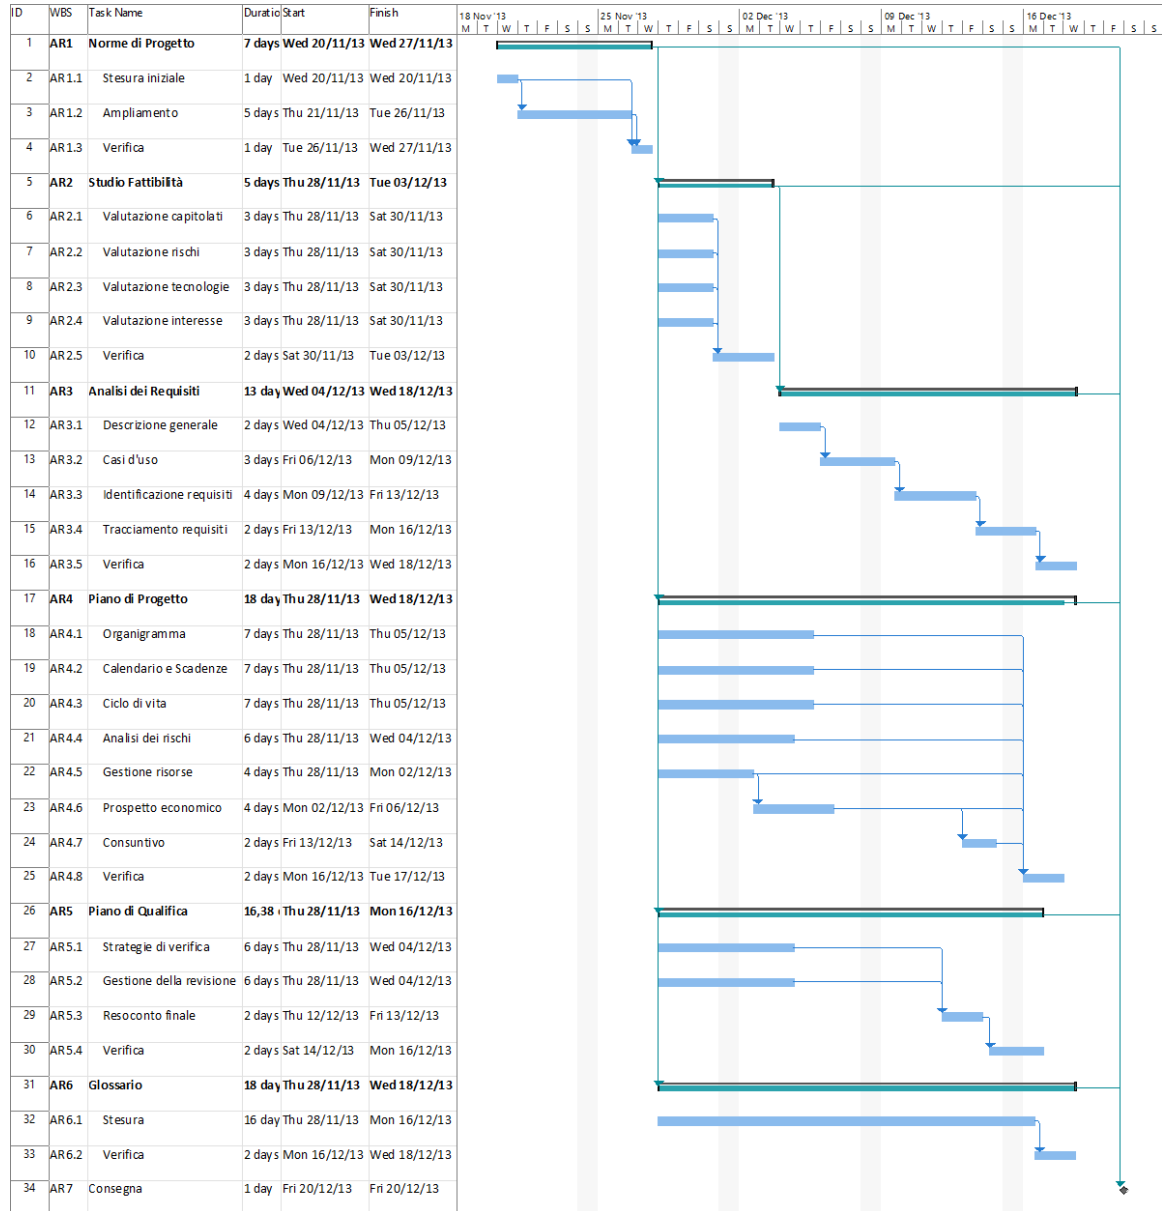 ID WBS Task Name Duratio Start Finish 18 Nov '13 25 Nov '13 02 Dec '13 09 Dec '13 16 Dec '13
M T W T F S S M T W T F S S M T W T F S S M T W T F S S M T W T F S S
1 AR1 Norme di Progetto 7 days Wed 20/11/13 Wed 27/11/13
2 AR1.1 Stesura iniziale 1 day Wed 20/11/13 Wed 20/11/13
3 AR1.2 Ampliamento 5 days Thu 21/11/13 Tue 26/11/13
4 AR1.3 Verifica 1 day Tue 26/11/13 Wed 27/11/13
5 AR2 Studio Fattibilità 5 days Thu 28/11/13 Tue 03/12/13
6 AR2.1 Valutazione capitolati 3 days Thu 28/11/13 Sat 30/11/13
7 AR2.2 Valutazione rischi 3 days Thu 28/11/13 Sat 30/11/13
8 AR2.3 Valutazione tecnologie 3 days Thu 28/11/13 Sat 30/11/13
9 AR2.4 Valutazione interesse 3 days Thu 28/11/13 Sat 30/11/13
10 AR2.5 Verifica 2 days Sat 30/11/13 Tue 03/12/13
11 AR3 Analisi dei Requisiti 13 day Wed 04/12/13 Wed 18/12/13
12 AR3.1 Descrizione generale 2 days Wed 04/12/13 Thu 05/12/13
13 AR3.2 Casi d'uso 3 days Fri 06/12/13 Mon 09/12/13
14 AR3.3 Identificazione requisiti 4 days Mon 09/12/13 Fri 13/12/13
15 AR3.4 Tracciamento requisiti 2 days Fri 13/12/13 Mon 16/12/13
16 AR3.5 Verifica 2 days Mon 16/12/13 Wed 18/12/13
17 AR4 Piano di Progetto 18 day Thu 28/11/13 Wed 18/12/13
18 AR4.1 Organigramma 7 days Thu 28/11/13 Thu 05/12/13
19 AR4.2 Calendario e Scadenze 7 days Thu 28/11/13 Thu 05/12/13
20 AR4.3 Ciclo di vita 7 days Thu 28/11/13 Thu 05/12/13
21 AR4.4 Analisi dei rischi 6 days Thu 28/11/13 Wed 04/12/13
22 AR4.5 Gestione risorse 4 days Thu 28/11/13 Mon 02/12/13
23 AR4.6 Prospetto economico 4 days Mon 02/12/13 Fri 06/12/13
24 AR4.7 Consuntivo 2 days Fri 13/12/13 Sat 14/12/13
25 AR4.8 Verifica 2 days Mon 16/12/13 Tue 17/12/13
26 AR5 Piano di Qualifica 16,38 Thu 28/11/13 Mon 16/12/13
27 AR5.1 Strategie di verifica 6 days Thu 28/11/13 Wed 04/12/13
28 AR5.2 Gestione della revisione 6 days Thu 28/11/13 Wed 04/12/13
29 AR5.3 Resoconto finale 2 days Thu 12/12/13 Fri 13/12/13
30 AR5.4 Verifica 2 days Sat 14/12/13 Mon 16/12/13
31 AR6 Glossario 18 day Thu 28/11/13 Wed 18/12/13
32 AR6.1 Stesura 16 day Thu 28/11/13 Mon 16/12/13
33 AR6.2 Verifica 2 days Mon 16/12/13 Wed 18/12/13
34 AR7 Consegna 1 day Fri 20/12/13 Fri 20/12/13